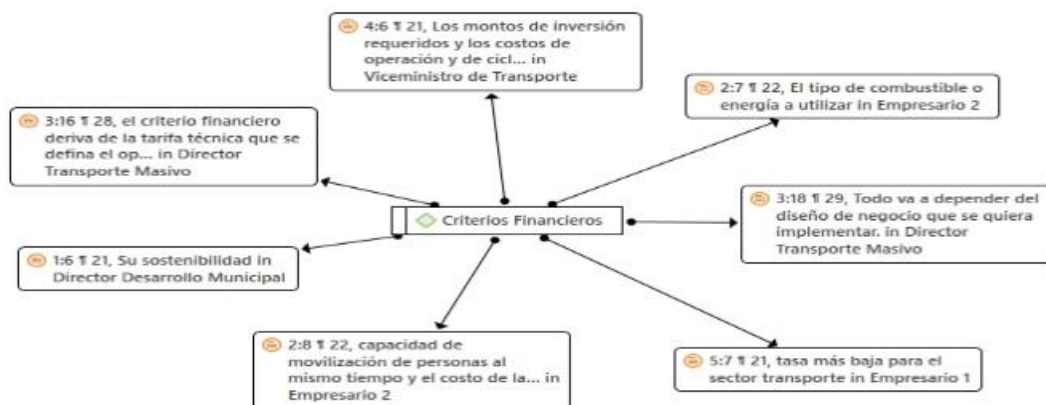 4:6 ¶ 21, Los montos de inversión
requeridos y los costos de
operación y de cicl... in
Viceministro de Transporte
2:7 ¶ 22, El tipo de combustible o
energía a utilizar in Empresario 2
3:16 ¶ 28, el criterio financiero
deriva de la tarifa técnica que se
defina el op... in Director
Transporte Masivo
3:18 ¶ 29, Todo va a depender del
diseño de negocio que se quiera
implementar. in Director
Transporte Masivo
Criterios Financieros
1:6 ¶ 21, Su sostenibilidad in
Director Desarrollo Municipal
2:8 ¶ 22, capacidad de
movilización de personas al
mismo tiempo y el costo de la... in
Empresario 2
5:7 ¶ 21, tasa más baja para el
sector transporte in Empresario 1